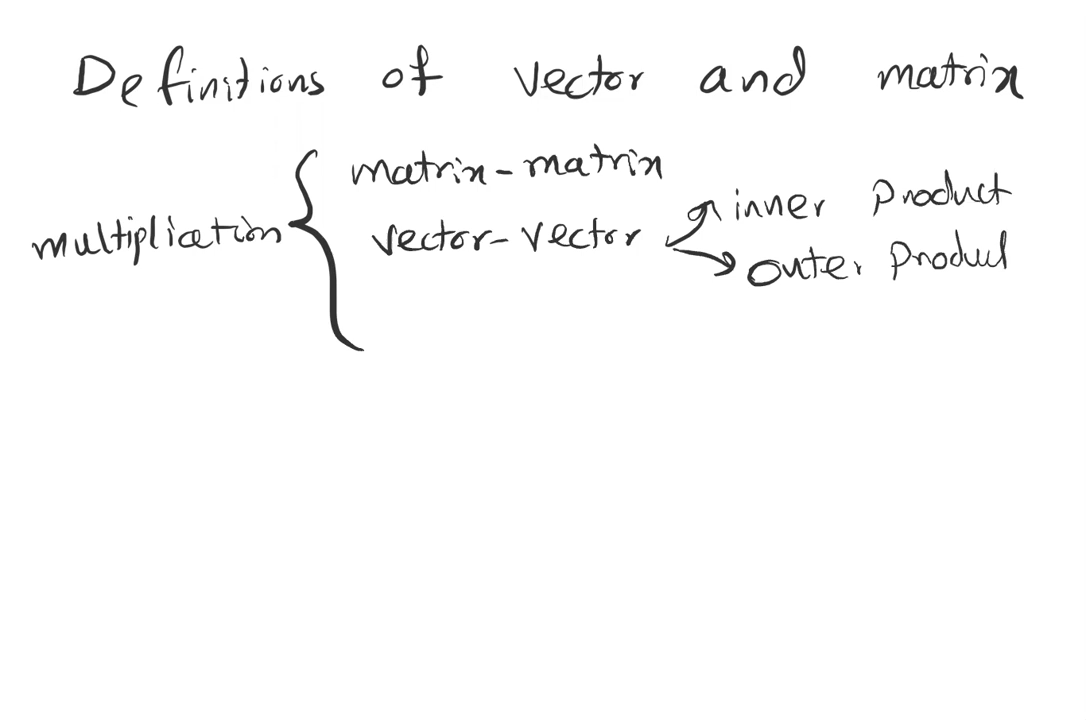 Definitions of vector and matrix
matrix-matrix
multiplication
vector-vector
inner product
outer product